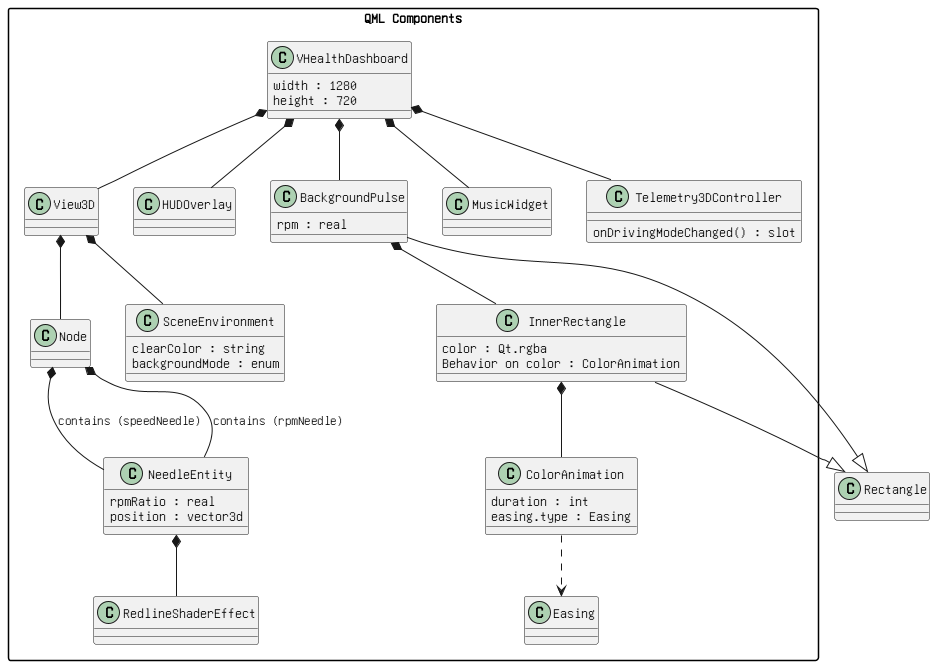 QML Components
C VHealthDashboard
width : 1280
height : 720
C View3D
C HUDOverlay
C BackgroundPulse
rpm : real
C MusicWidget
C Telemetry3DController
onDrivingModeChanged() : slot
C Node
C SceneEnvironment
clearColor : string
backgroundMode : enum
C InnerRectangle
color : Qt.rgba
Behavior on color : ColorAnimation
contains (speedNeedle)
contains (rpmNeedle)
C NeedleEntity
rpmRatio : real
position : vector3d
C ColorAnimation
duration : int
easing.type : Easing
C Rectangle
C RedlineShaderEffect
C Easing